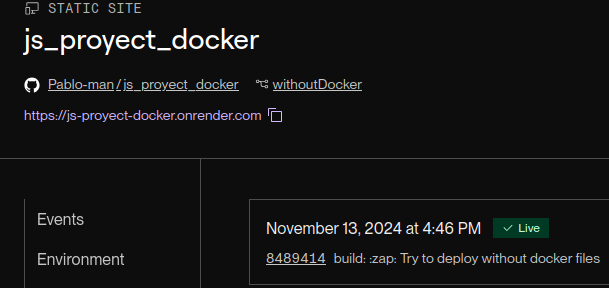 STATIC SITE
js_proyect_docker
Pablo-man / js_proyect_docker withoutDocker
https://js-proyect-docker.onrender.com
Events
Environment
November 13, 2024 at 4:46 PM ✓ Live
8489414 build: :zap: Try to deploy without docker files